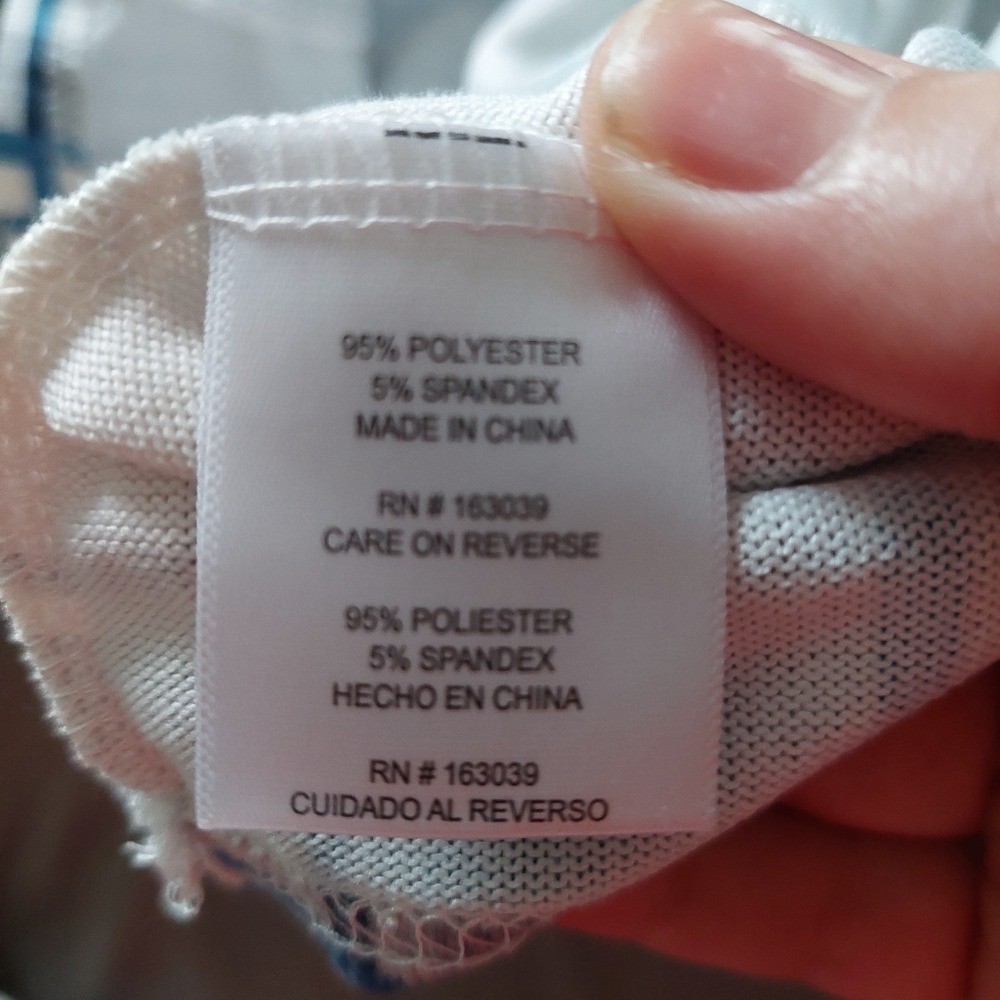 95% POLYESTER
5% SPANDEX
MADE IN CHINA
RN # 163039
CARE ON REVERSE
95% POLIESTER
5% SPANDEX
HECHO EN CHINA
RN # 163039
CUIDADO AL REVERSO